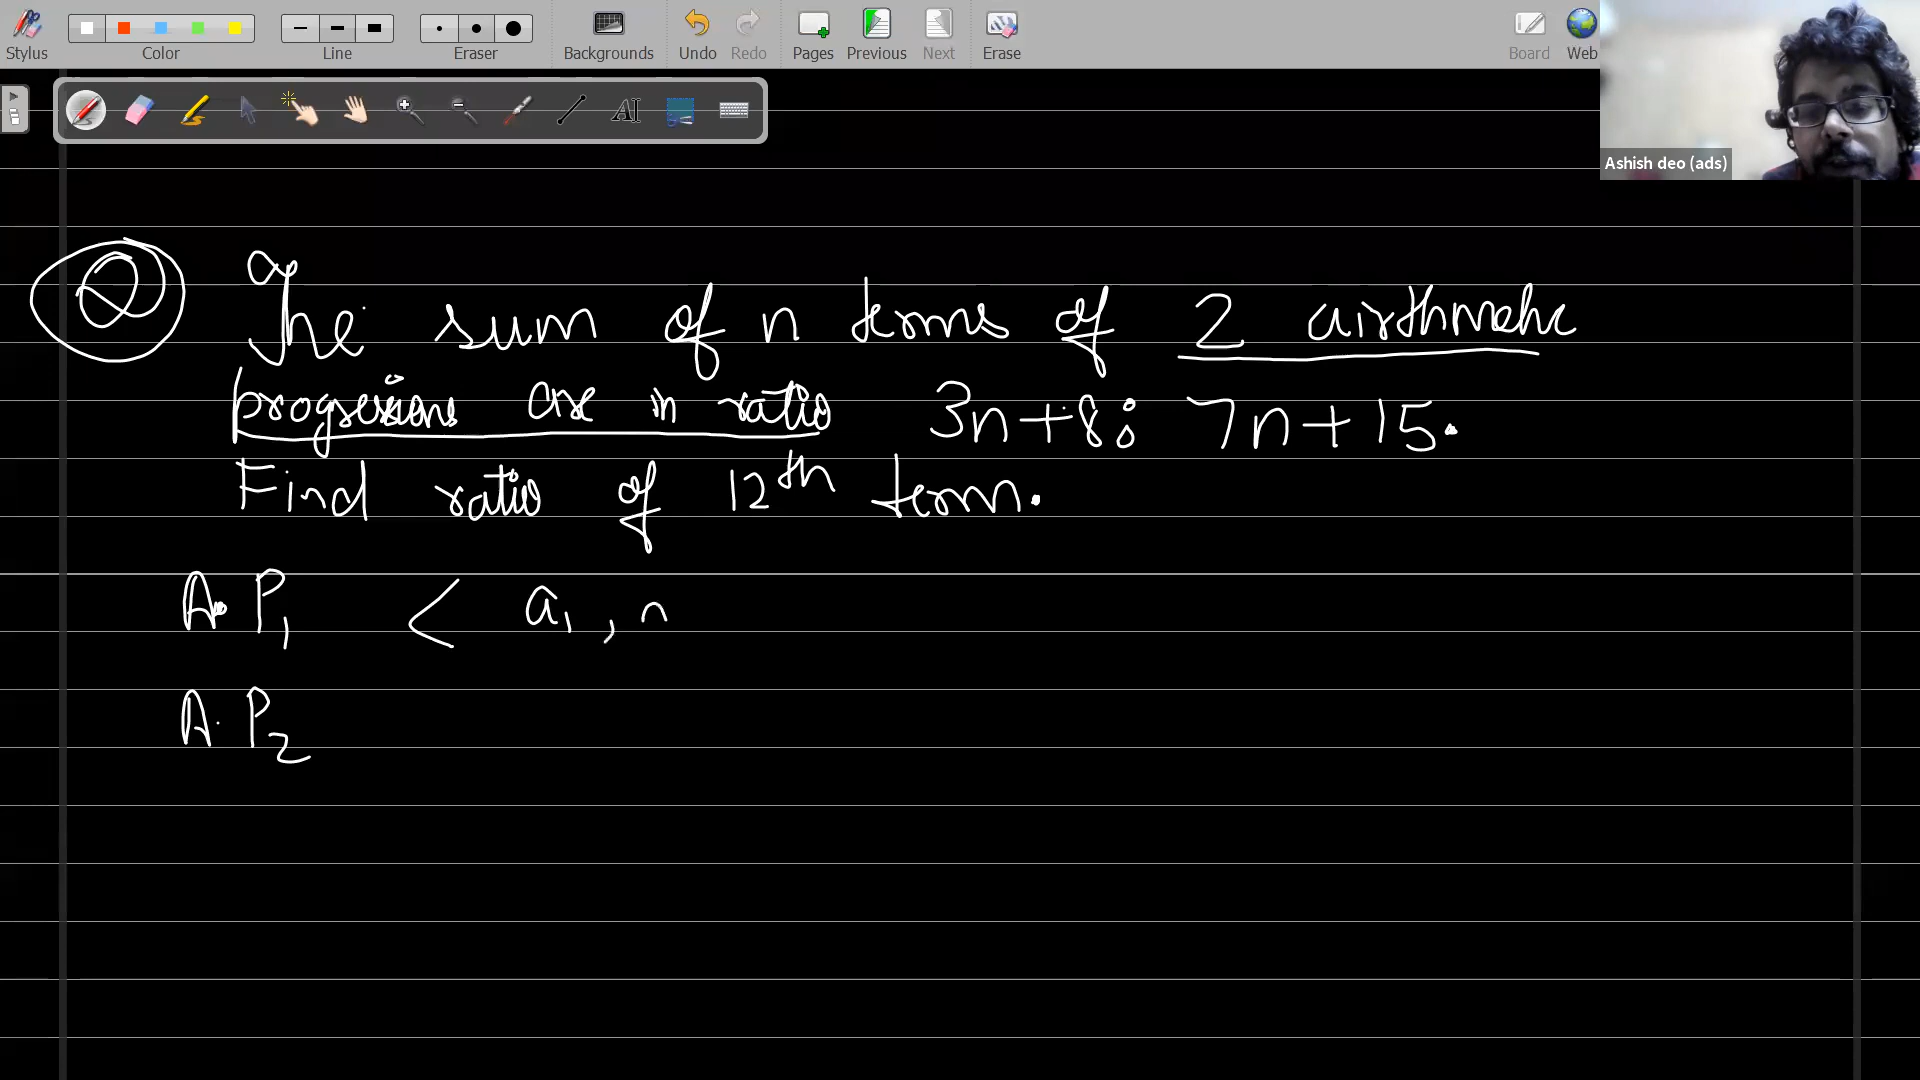 Stylus Color Line Eraser Backgrounds Undo Redo Pages Previous Next Erase Board Web
AI
Ashish deo (ads)
Q The sum of n terms of 2 airthmetic
progressions are in ratio 3n+8: 7n+15.
Find ratio of 12th term.
A.P1 < a1, n
A.P2